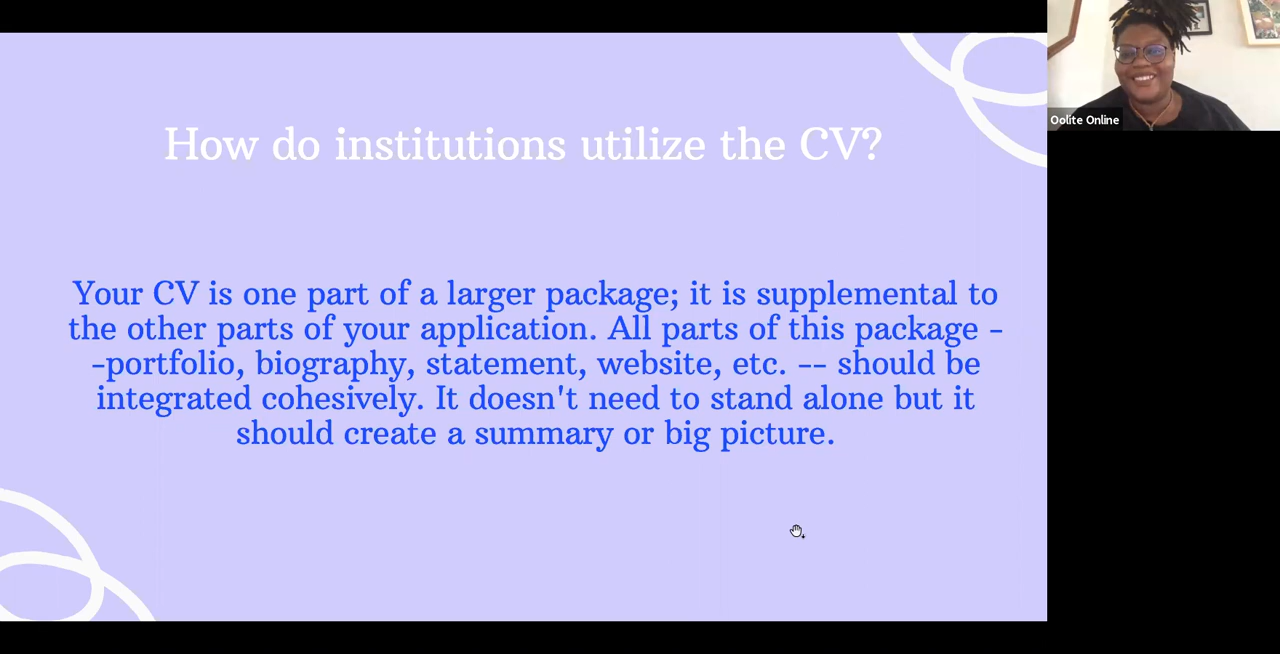 How do institutions utilize the CV?
Your CV is one part of a larger package; it is supplemental to
the other parts of your application. All parts of this package -
-portfolio, biography, statement, website, etc. -- should be
integrated cohesively. It doesn't need to stand alone but it
should create a summary or big picture.
Oolite Online